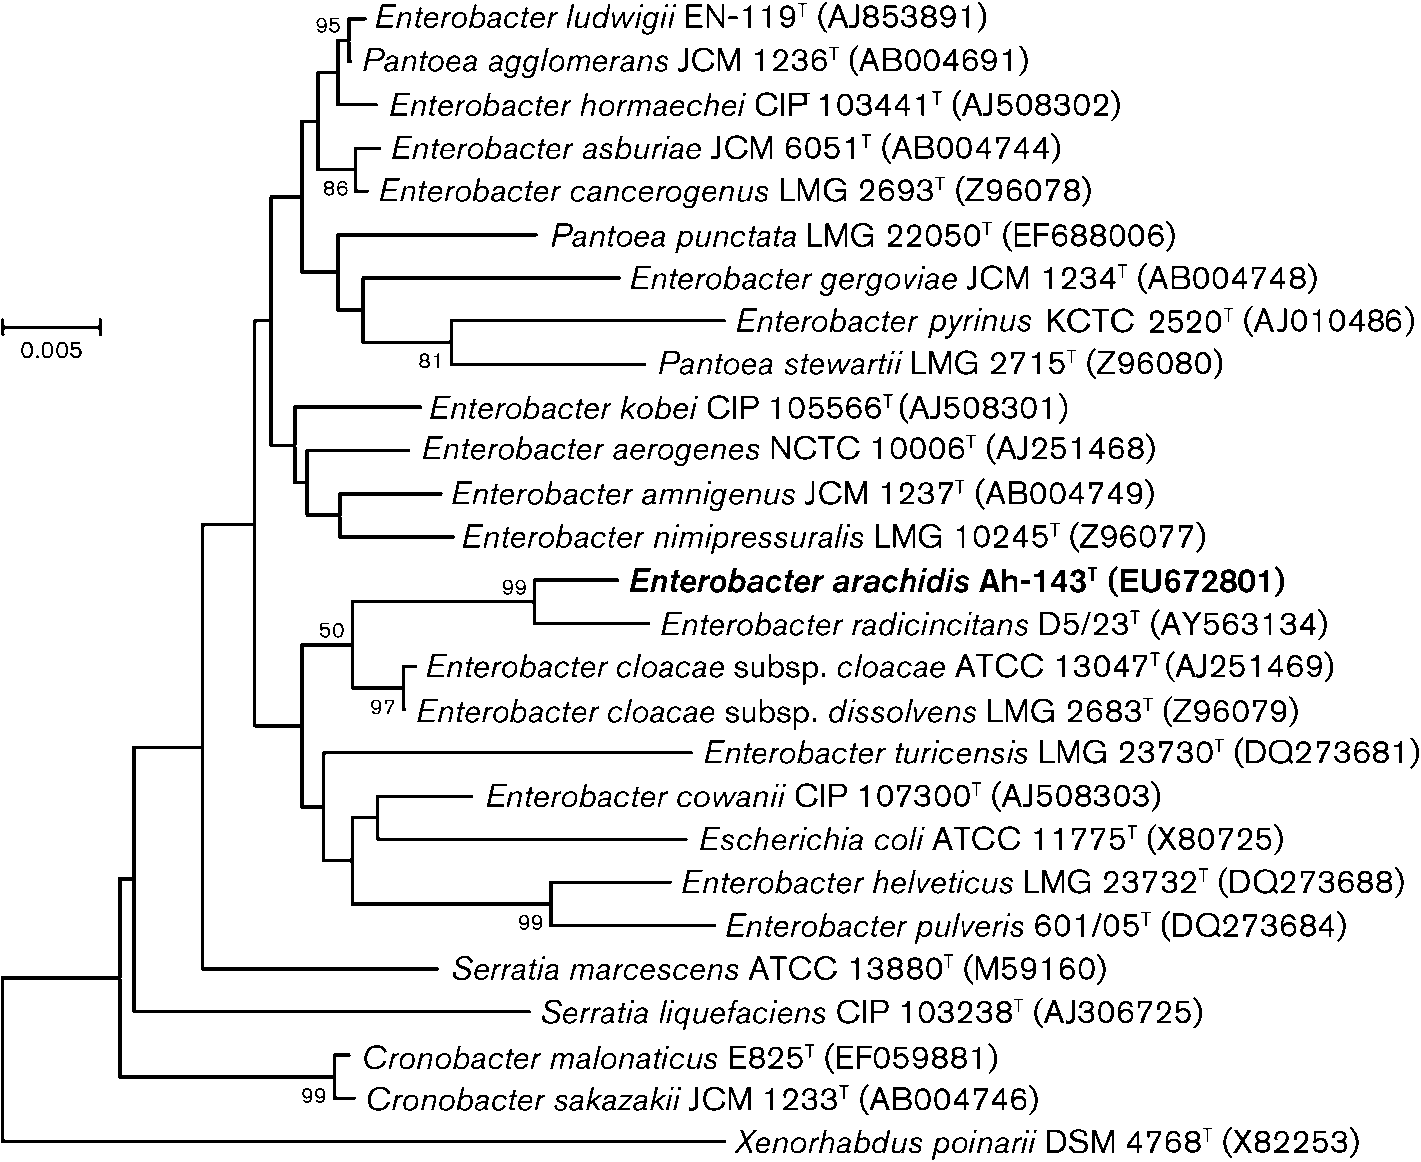 95
Enterobacter ludwigii EN-119ᵀ (AJ853891)
Pantoea agglomerans JCM 1236ᵀ (AB004691)
Enterobacter hormaechei CIP 103441ᵀ (AJ508302)
Enterobacter asburiae JCM 6051ᵀ (AB004744)
86
Enterobacter cancerogenus LMG 2693ᵀ (Z96078)
Pantoea punctata LMG 22050ᵀ (EF688006)
Enterobacter gergoviae JCM 1234ᵀ (AB004748)
Enterobacter pyrinus KCTC 2520ᵀ (AJ010486)
0.005
81
Pantoea stewartii LMG 2715ᵀ (Z96080)
Enterobacter kobei CIP 105566ᵀ (AJ508301)
Enterobacter aerogenes NCTC 10006ᵀ (AJ251468)
Enterobacter amnigenus JCM 1237ᵀ (AB004749)
Enterobacter nimipressuralis LMG 10245ᵀ (Z96077)
99
Enterobacter arachidis Ah-143ᵀ (EU672801)
Enterobacter radicincitans D5/23ᵀ (AY563134)
50
Enterobacter cloacae subsp. cloacae ATCC 13047ᵀ (AJ251469)
97
Enterobacter cloacae subsp. dissolvens LMG 2683ᵀ (Z96079)
Enterobacter turicensis LMG 23730ᵀ (DQ273681)
Enterobacter cowanii CIP 107300ᵀ (AJ508303)
Escherichia coli ATCC 11775ᵀ (X80725)
Enterobacter helveticus LMG 23732ᵀ (DQ273688)
99
Enterobacter pulveris 601/05ᵀ (DQ273684)
Serratia marcescens ATCC 13880ᵀ (M59160)
Serratia liquefaciens CIP 103238ᵀ (AJ306725)
Cronobacter malonaticus E825ᵀ (EF059881)
99
Cronobacter sakazakii JCM 1233ᵀ (AB004746)
Xenorhabdus poinarii DSM 4768ᵀ (X82253)